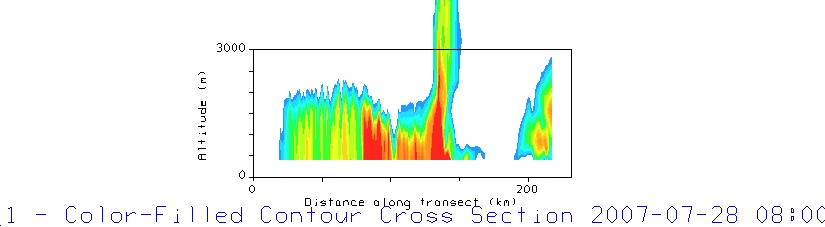 3000
Altitude (m)
0
0 100 200
Distance along transect (km)
1 - Color-Filled Contour Cross Section 2007-07-28 08:00